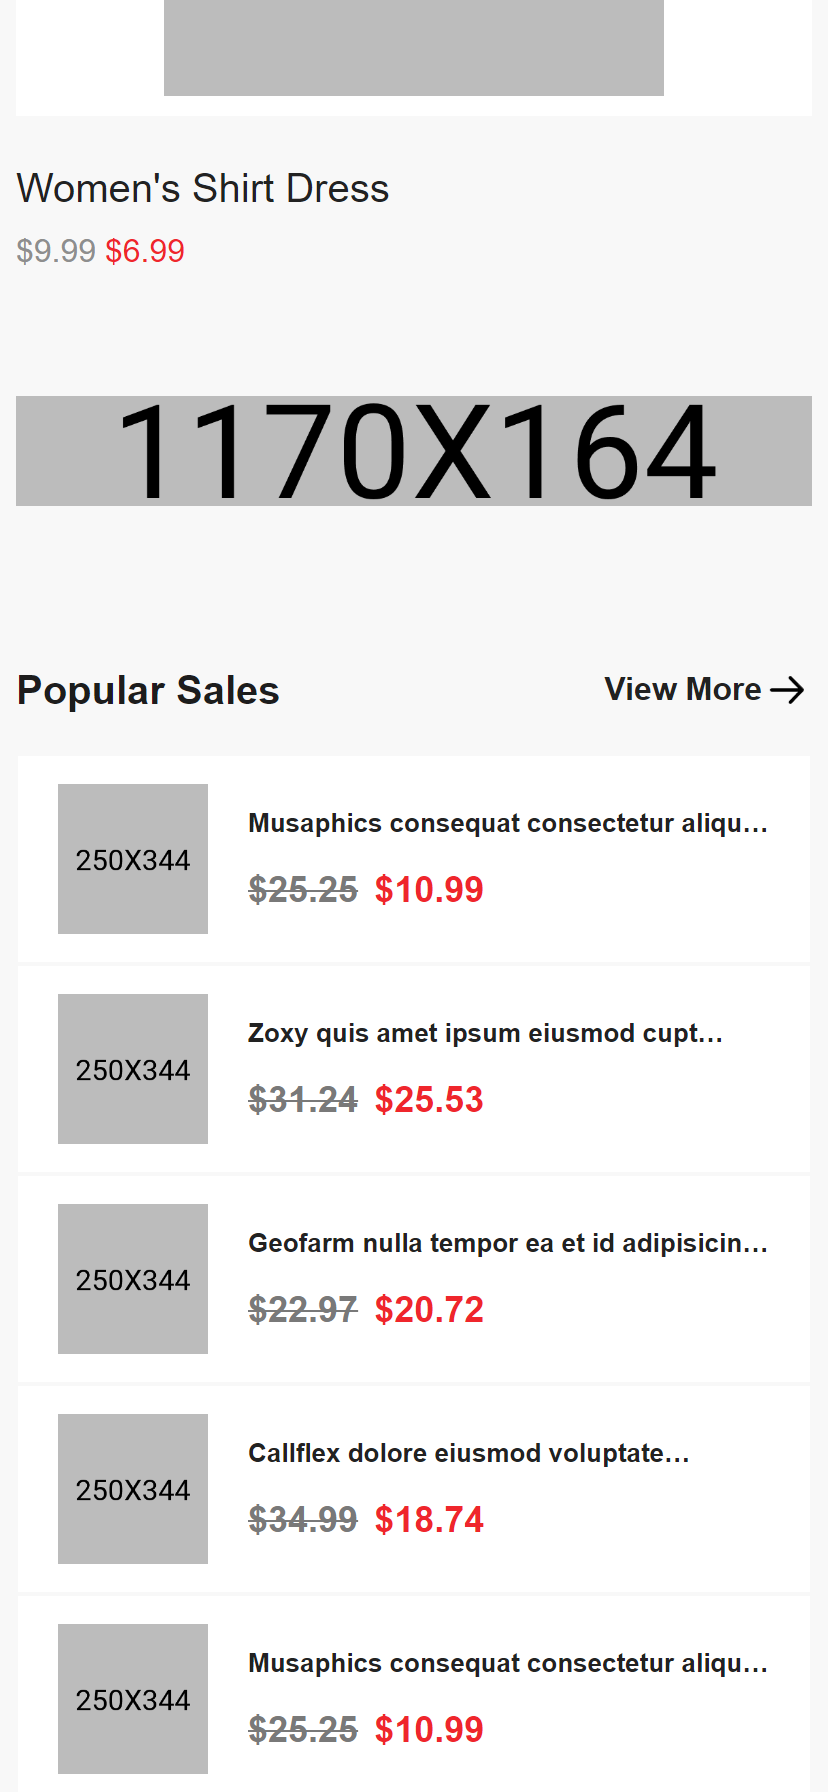 Women's Shirt Dress
$9.99 $6.99
1170X164
Popular Sales
View More
250X344
Musaphics consequat consectetur aliqu...
$25.25 $10.99
250X344
Zoxy quis amet ipsum eiusmod cupt...
$31.24 $25.53
250X344
Geofarm nulla tempor ea et id adipisicin...
$22.97 $20.72
250X344
Callflex dolore eiusmod voluptate...
$34.99 $18.74
250X344
Musaphics consequat consectetur aliqu...
$25.25 $10.99